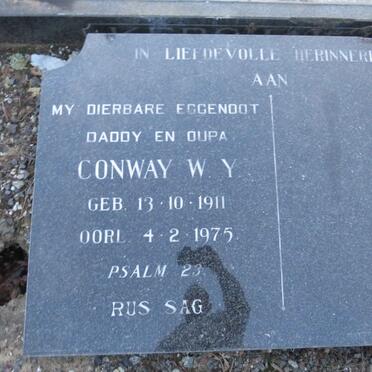 IN LIEFDEVOLLE HERINNERI
AAN
MY DIERBARE EGGENOOT
DADDY EN OUPA
CONWAY W. Y.
GEB. 13·10·1911
OORL. 4·2·1975
PSALM 23
RUS SAG